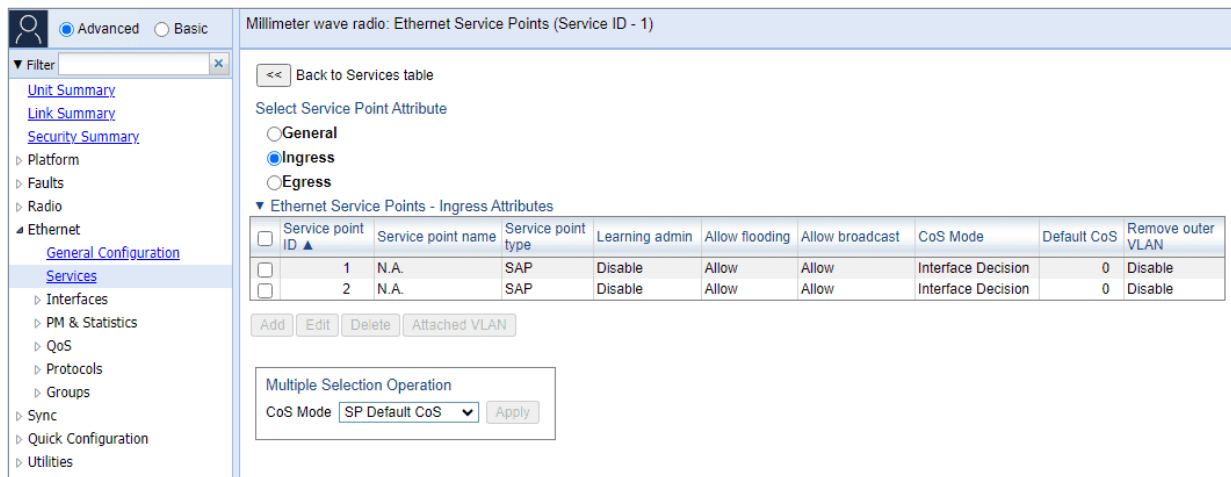 Advanced Basic
Millimeter wave radio: Ethernet Service Points (Service ID - 1)
▼ Filter
Unit Summary
Link Summary
Security Summary
Platform
Faults
Radio
Ethernet
General Configuration
Services
Interfaces
PM & Statistics
QoS
Protocols
Groups
Sync
Quick Configuration
Utilities
<< Back to Services table
Select Service Point Attribute
General
Ingress
Egress
▼ Ethernet Service Points - Ingress Attributes
Service point ID ▲ Service point name Service point type Learning admin Allow flooding Allow broadcast CoS Mode Default CoS Remove outer VLAN
1 N.A. SAP Disable Allow Allow Interface Decision 0 Disable
2 N.A. SAP Disable Allow Allow Interface Decision 0 Disable
Add Edit Delete Attached VLAN
Multiple Selection Operation
CoS Mode SP Default CoS Apply